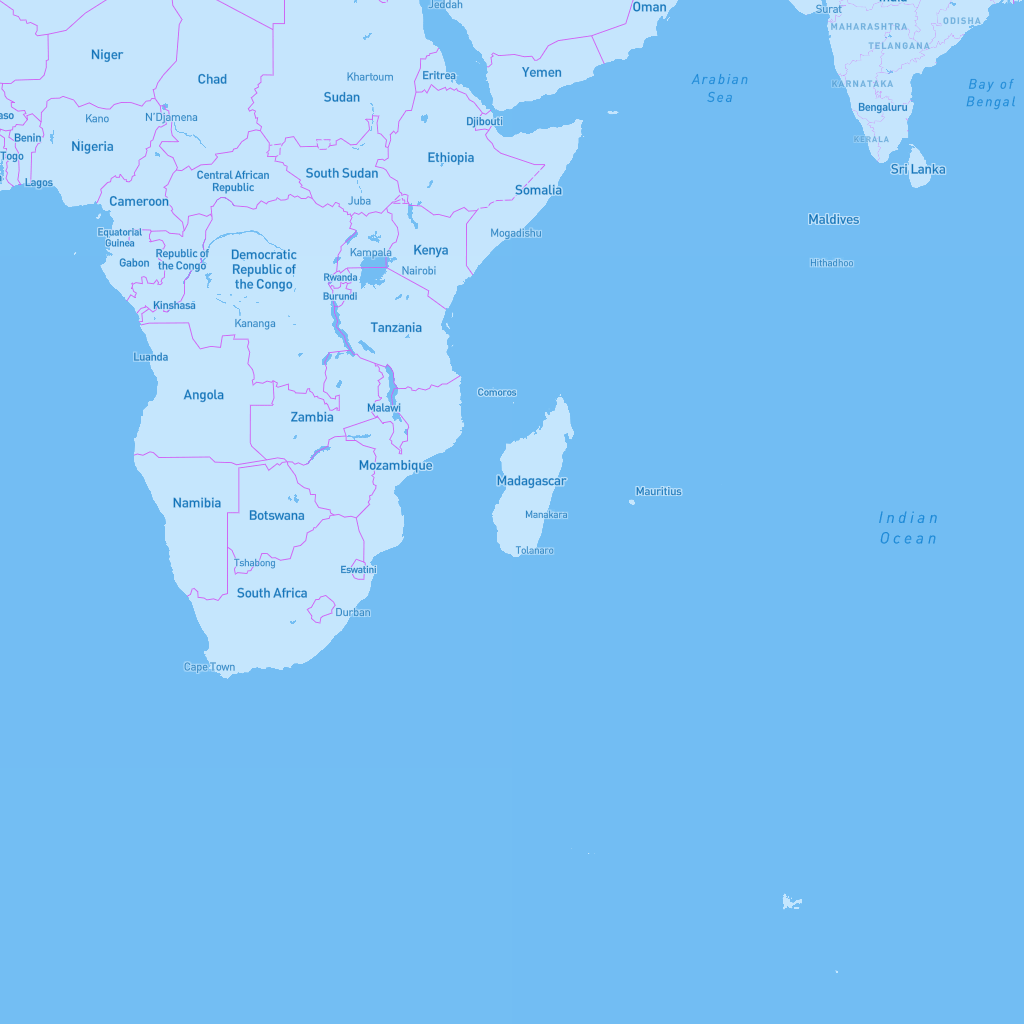 Jeddah
Oman
Surat
India
MAHARASHTRA
ODISHA
TELANGANA
Niger
Chad
Khartoum
Eritrea
Yemen
Arabian
Sea
KARNATAKA
Bay of
Bengal
Sudan
Bengaluru
aso
Kano
N'Djamena
Djibouti
Benin
Nigeria
KERALA
Togo
Ethiopia
Sri Lanka
Central African
Republic
South Sudan
Lagos
Somalia
Cameroon
Juba
Maldives
Equatorial
Guinea
Mogadishu
Republic of
the Congo
Democratic
Republic of
the Congo
Kampala
Kenya
Gabon
Hithadhoo
Nairobi
Rwanda
Burundi
Kinshasa
Kananga
Tanzania
Luanda
Angola
Comoros
Zambia
Malawi
Mozambique
Madagascar
Mauritius
Namibia
Botswana
Manakara
Indian
Ocean
Tolanaro
Tshabong
Eswatini
South Africa
Durban
Cape Town